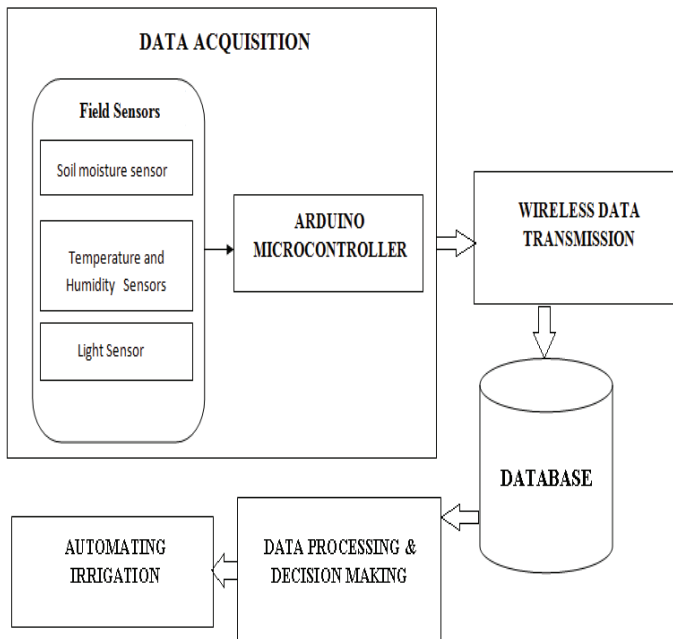 DATA ACQUISITION
Field Sensors
Soil moisture sensor
Temperature and
Humidity Sensors
Light Sensor
ARDUINO
MICROCONTROLLER
WIRELESS DATA
TRANSMISSION
DATABASE
DATA PROCESSING &
DECISION MAKING
AUTOMATING
IRRIGATION